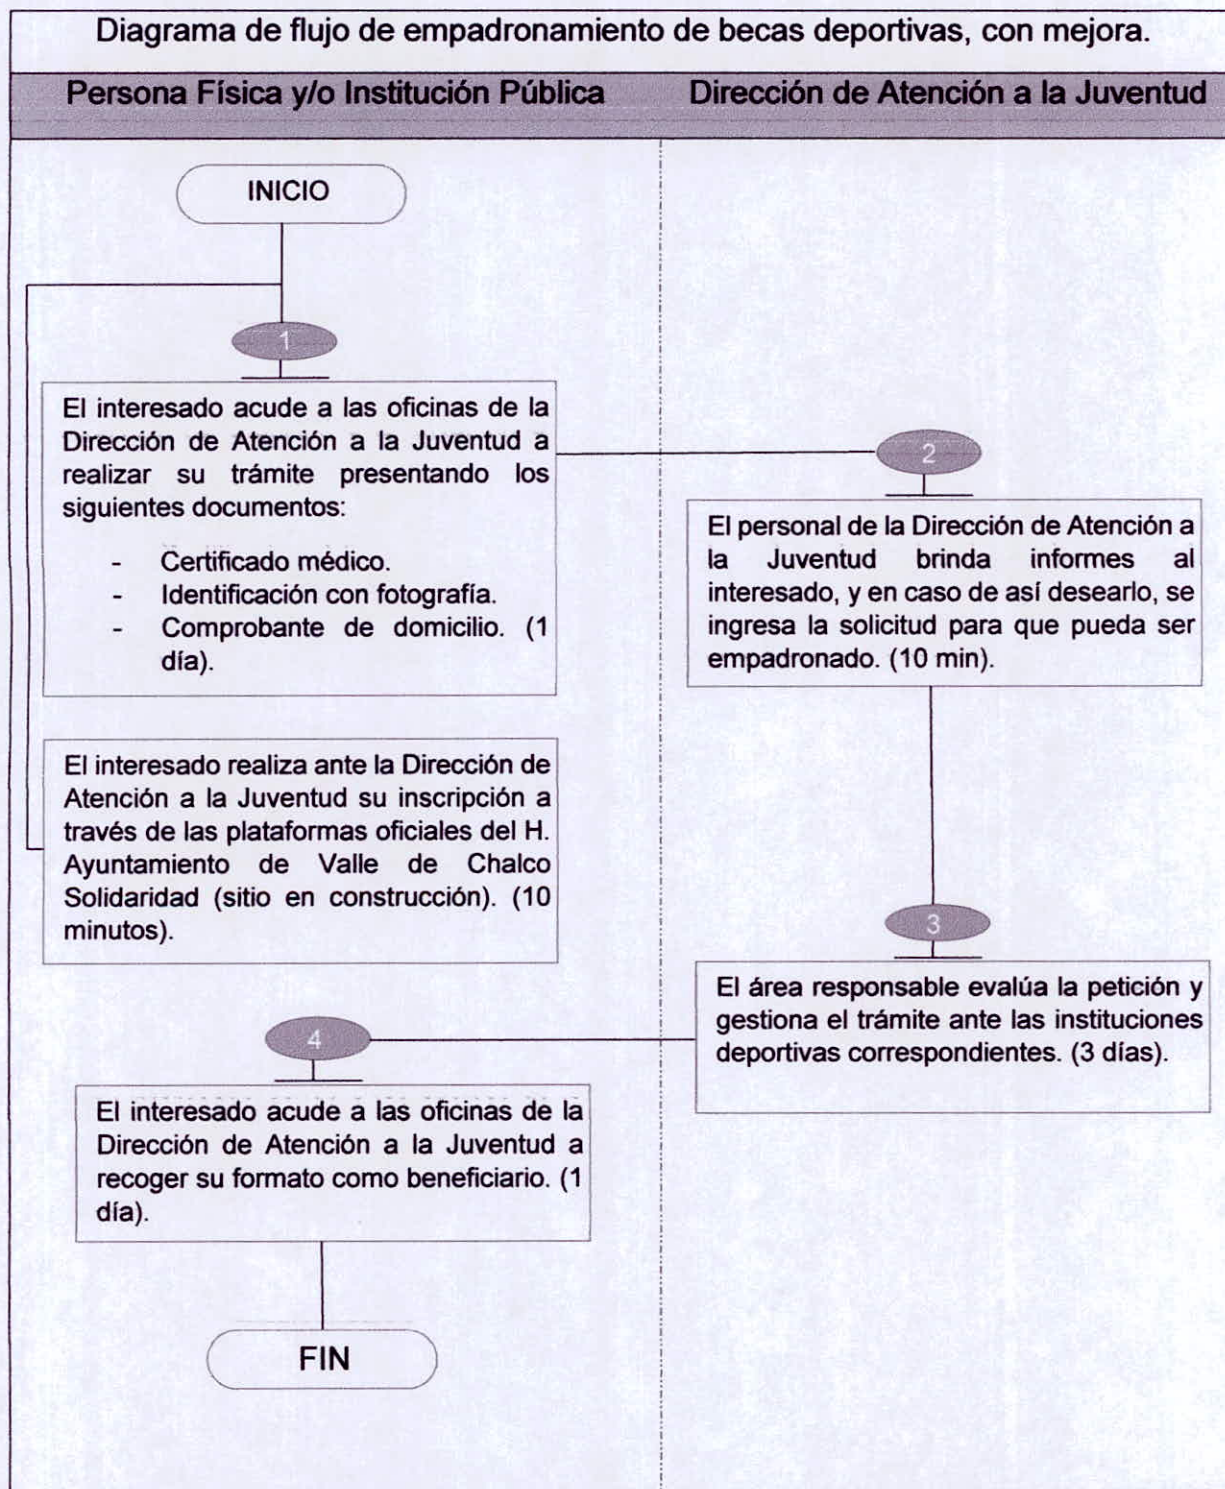 Diagrama de flujo de empadronamiento de becas deportivas, con mejora.
Persona Física y/o Institución Pública
Dirección de Atención a la Juventud
INICIO
1
El interesado acude a las oficinas de la
Dirección de Atención a la Juventud a
realizar su trámite presentando los
siguientes documentos:
- Certificado médico.
- Identificación con fotografía.
- Comprobante de domicilio. (1
día).
2
El personal de la Dirección de Atención a
la Juventud brinda informes al
interesado, y en caso de así desearlo, se
ingresa la solicitud para que pueda ser
empadronado. (10 min).
El interesado realiza ante la Dirección de
Atención a la Juventud su inscripción a
través de las plataformas oficiales del H.
Ayuntamiento de Valle de Chalco
Solidaridad (sitio en construcción). (10
minutos).
3
El área responsable evalúa la petición y
gestiona el trámite ante las instituciones
deportivas correspondientes. (3 días).
4
El interesado acude a las oficinas de la
Dirección de Atención a la Juventud a
recoger su formato como beneficiario. (1
día).
FIN